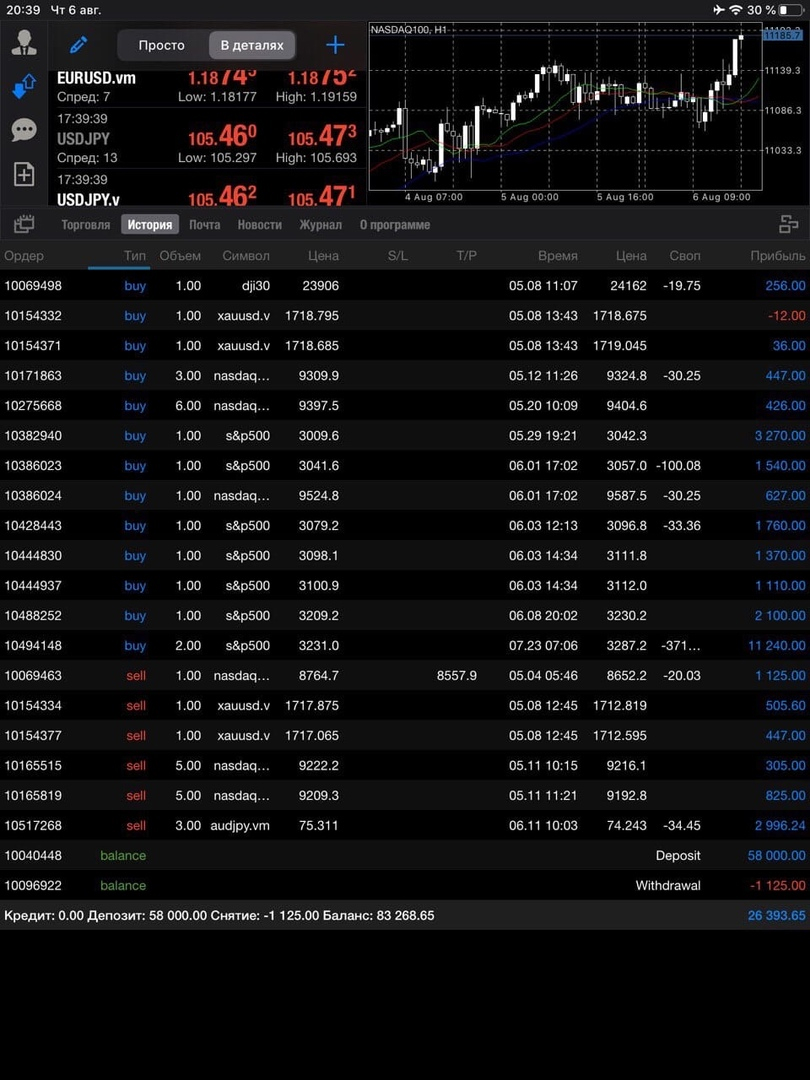 20:39 Чт 6 авг. 30 %
Просто В деталях
EURUSD.vm 1.18 74⁵ 1.18 75²
Спред: 7 Low: 1.18177 High: 1.19159
17:39:39
USDJPY 105.46⁰ 105.47³
Спред: 13 Low: 105.297 High: 105.693
17:39:39
USDJPY.v 105.46² 105.47¹
NASDAQ100, H1
11185.7
11139.3
11086.3
11033.3
4 Aug 07:00 5 Aug 00:00 5 Aug 16:00 6 Aug 09:00
Торговля История Почта Новости Журнал О программе
Ордер Тип Объем Символ Цена S/L T/P Время Цена Своп Прибыль
10069498 buy 1.00 dji30 23906 05.08 11:07 24162 -19.75 256.00
10154332 buy 1.00 xauusd.v 1718.795 05.08 13:43 1718.675 -12.00
10154371 buy 1.00 xauusd.v 1718.685 05.08 13:43 1719.045 36.00
10171863 buy 3.00 nasdaq... 9309.9 05.12 11:26 9324.8 -30.25 447.00
10275668 buy 6.00 nasdaq... 9397.5 05.20 10:09 9404.6 426.00
10382940 buy 1.00 s&p500 3009.6 05.29 19:21 3042.3 3 270.00
10386023 buy 1.00 s&p500 3041.6 06.01 17:02 3057.0 -100.08 1 540.00
10386024 buy 1.00 nasdaq... 9524.8 06.01 17:02 9587.5 -30.25 627.00
10428443 buy 1.00 s&p500 3079.2 06.03 12:13 3096.8 -33.36 1 760.00
10444830 buy 1.00 s&p500 3098.1 06.03 14:34 3111.8 1 370.00
10444937 buy 1.00 s&p500 3100.9 06.03 14:34 3112.0 1 110.00
10488252 buy 1.00 s&p500 3209.2 06.08 20:02 3230.2 2 100.00
10494148 buy 2.00 s&p500 3231.0 07.23 07:06 3287.2 -371... 11 240.00
10069463 sell 1.00 nasdaq... 8764.7 8557.9 05.04 05:46 8652.2 -20.03 1 125.00
10154334 sell 1.00 xauusd.v 1717.875 05.08 12:45 1712.819 505.60
10154377 sell 1.00 xauusd.v 1717.065 05.08 12:45 1712.595 447.00
10165515 sell 5.00 nasdaq... 9222.2 05.11 10:15 9216.1 305.00
10165819 sell 5.00 nasdaq... 9209.3 05.11 11:21 9192.8 825.00
10517268 sell 3.00 audjpy.vm 75.311 06.11 10:03 74.243 -34.45 2 996.24
10040448 balance Deposit 58 000.00
10096922 balance Withdrawal -1 125.00
Кредит: 0.00 Депозит: 58 000.00 Снятие: -1 125.00 Баланс: 83 268.65 26 393.65